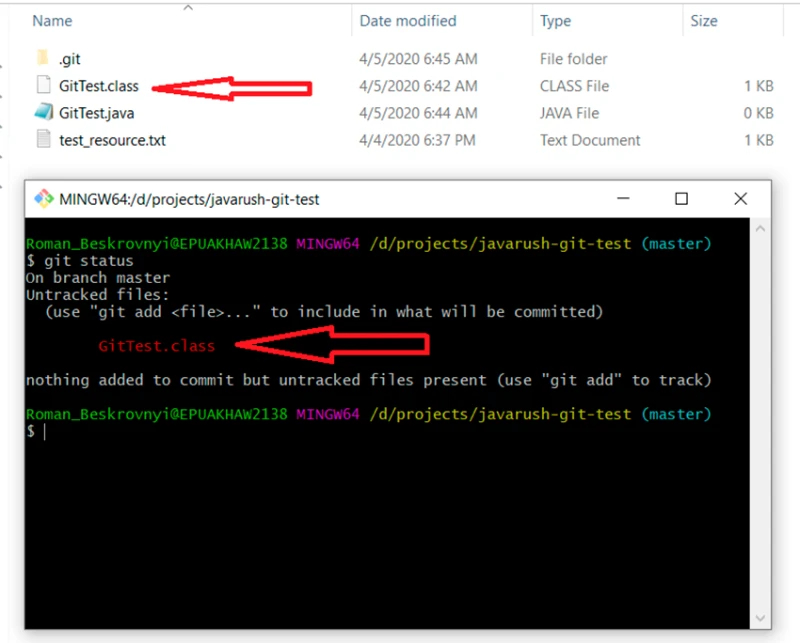 Name Date modified Type Size
.git 4/5/2020 6:45 AM File folder
GitTest.class 4/5/2020 6:42 AM CLASS File 1 KB
GitTest.java 4/5/2020 6:44 AM JAVA File 0 KB
test_resource.txt 4/4/2020 6:37 PM Text Document 1 KB
MINGW64:/d/projects/javarush-git-test
Roman_Beskrovnyi@EPUAKHAW2138 MINGW64 /d/projects/javarush-git-test (master)
$ git status
On branch master
Untracked files:
(use "git add <file>..." to include in what will be committed)
GitTest.class
nothing added to commit but untracked files present (use "git add" to track)
Roman_Beskrovnyi@EPUAKHAW2138 MINGW64 /d/projects/javarush-git-test (master)
$